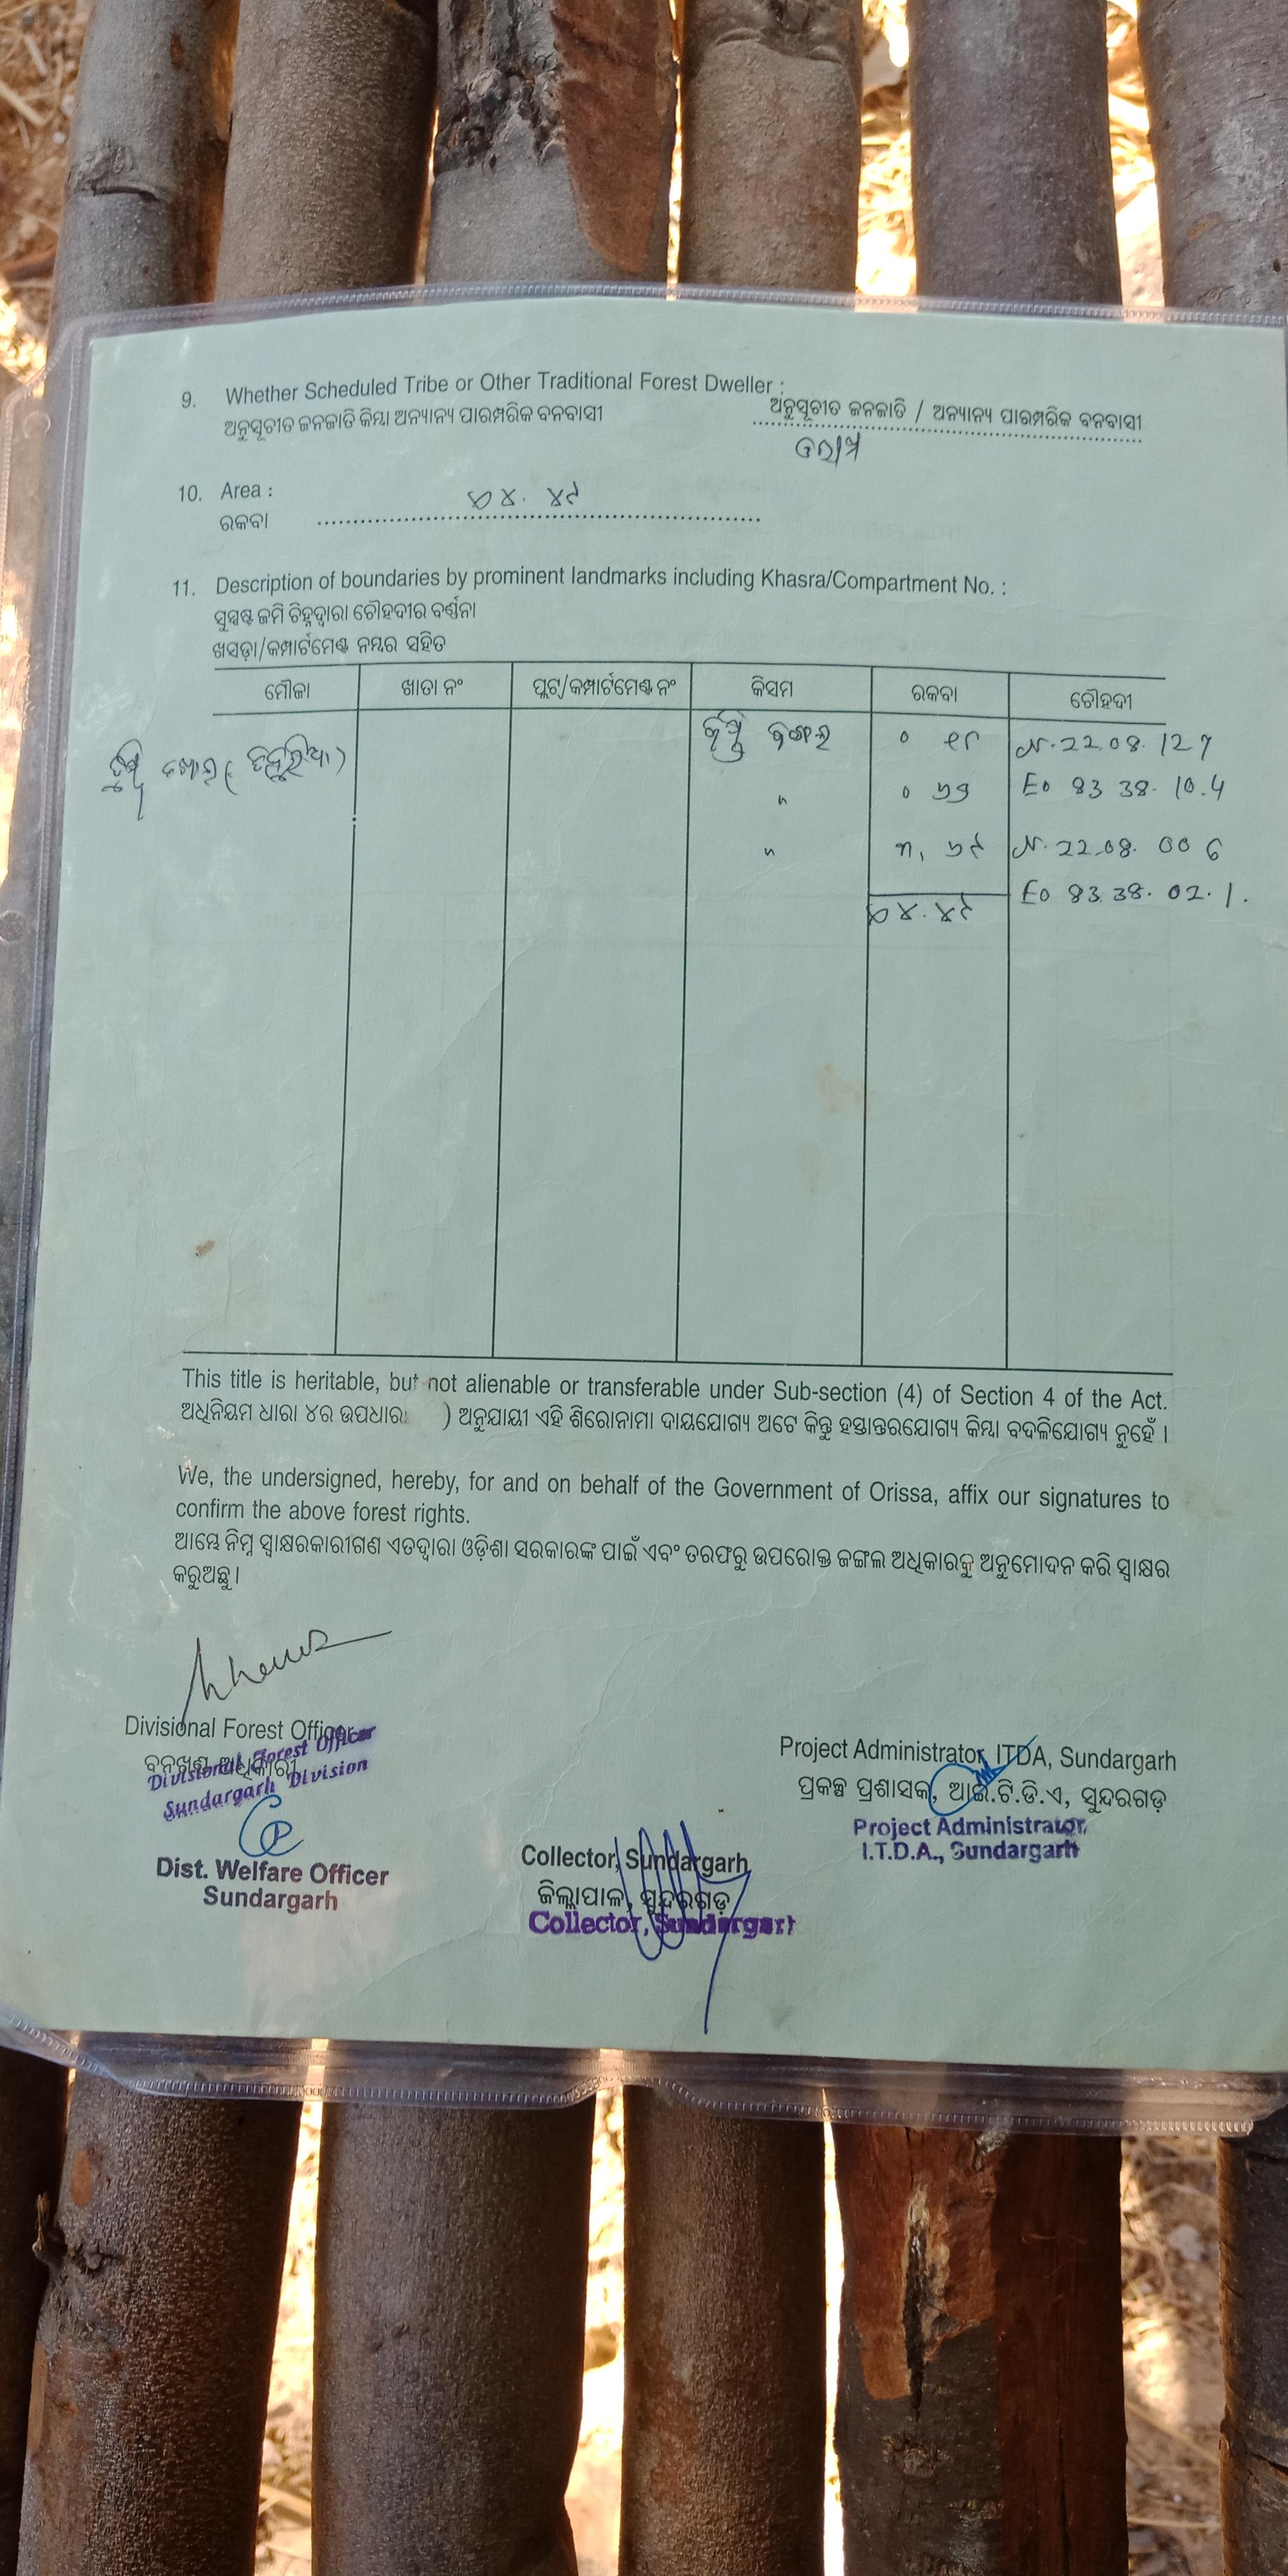 9. Whether Scheduled Tribe or Other Traditional Forest Dweller :
ଅନୁସୂଚୀତ ଜନଜାତି କିମ୍ବା ଅନ୍ୟାନ୍ୟ ପାରମ୍ପରିକ ବନବାସୀ
ଅନୁସୂଚୀତ ଜନଜାତି / ଅନ୍ୟାନ୍ୟ ପାରମ୍ପରିକ ବନବାସୀ
10. Area :
ରକବା
11. Description of boundaries by prominent landmarks including Khasra/Compartment No. :
ସୁସ୍ପଷ୍ଟ ଜମି ଚିହ୍ନଦ୍ୱାରା ଚୌହଦୀର ବର୍ଣ୍ଣନା
ଖସଡ଼ା/କମ୍ପାର୍ଟମେଣ୍ଟ ନମ୍ବର ସହିତ
ମୌଜା ଖାତା ନଂ ପ୍ଲଟ୍/କମ୍ପାର୍ଟମେଣ୍ଟ ନଂ କିସମ ରକବା ଚୌହଦୀ
ଜଙ୍ଗଲ N. 22.08. 127
" E0 83 38. 10.4
" N. 22.08. 006
E0 83.38. 02.1.
This title is heritable, but not alienable or transferable under Sub-section (4) of Section 4 of the Act.
ଅଧିନିୟମ ଧାରା ୪ର ଉପଧାରା ) ଅନୁଯାୟୀ ଏହି ଶିରୋନାମା ଦାୟଯୋଗ୍ୟ ଅଟେ କିନ୍ତୁ ହସ୍ତାନ୍ତରଯୋଗ୍ୟ କିମ୍ବା ବଦଳିଯୋଗ୍ୟ ନୁହେଁ ।
We, the undersigned, hereby, for and on behalf of the Government of Orissa, affix our signatures to
confirm the above forest rights.
ଆମ୍ଭେ ନିମ୍ନ ସ୍ୱାକ୍ଷରକାରୀଗଣ ଏତଦ୍ଦ୍ୱାରା ଓଡ଼ିଶା ସରକାରଙ୍କ ପାଇଁ ଏବଂ ତରଫରୁ ଉପରୋକ୍ତ ଜଙ୍ଗଲ ଅଧିକାରକୁ ଅନୁମୋଦନ କରି ସ୍ୱାକ୍ଷର
କରୁଅଛୁ ।
Divisional Forest Officer
ବନଖଣ୍ଡ ଅଧିକାରୀ
Divisional Forest Officer
Sundargarh Division
Dist. Welfare Officer
Sundargarh
Collector, Sundargarh
ଜିଲ୍ଲାପାଳ, ସୁନ୍ଦରଗଡ଼
Collector, Sundargarh
Project Administrator, ITDA, Sundargarh
ପ୍ରକଳ୍ପ ପ୍ରଶାସକ, ଆଇ.ଟି.ଡି.ଏ, ସୁନ୍ଦରଗଡ଼
Project Administrator,
I.T.D.A., Sundargarh